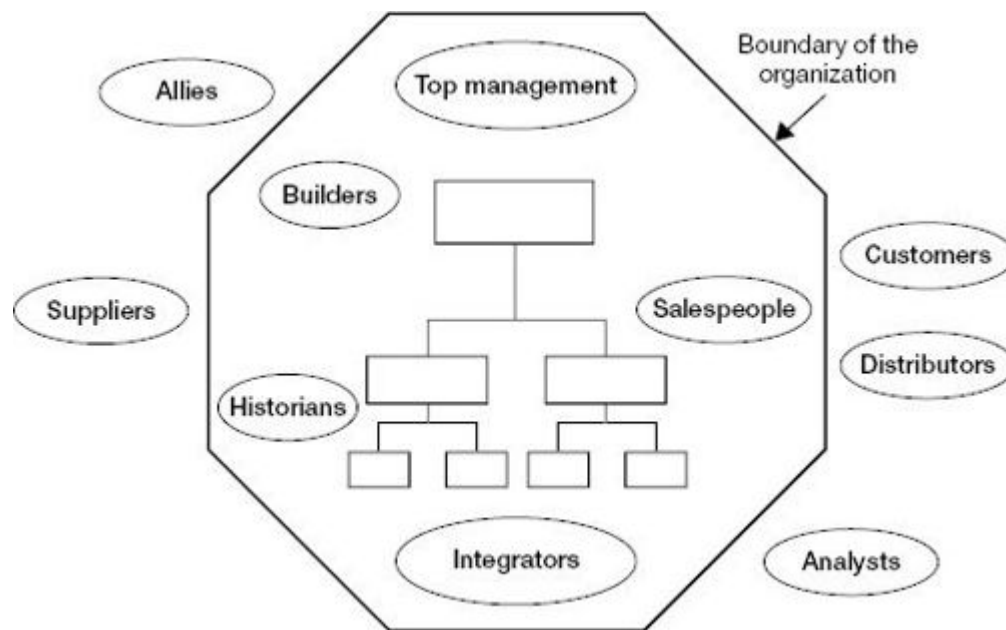 Boundary of the
organization
Allies
Top management
Builders
Customers
Suppliers
Salespeople
Distributors
Historians
Integrators
Analysts